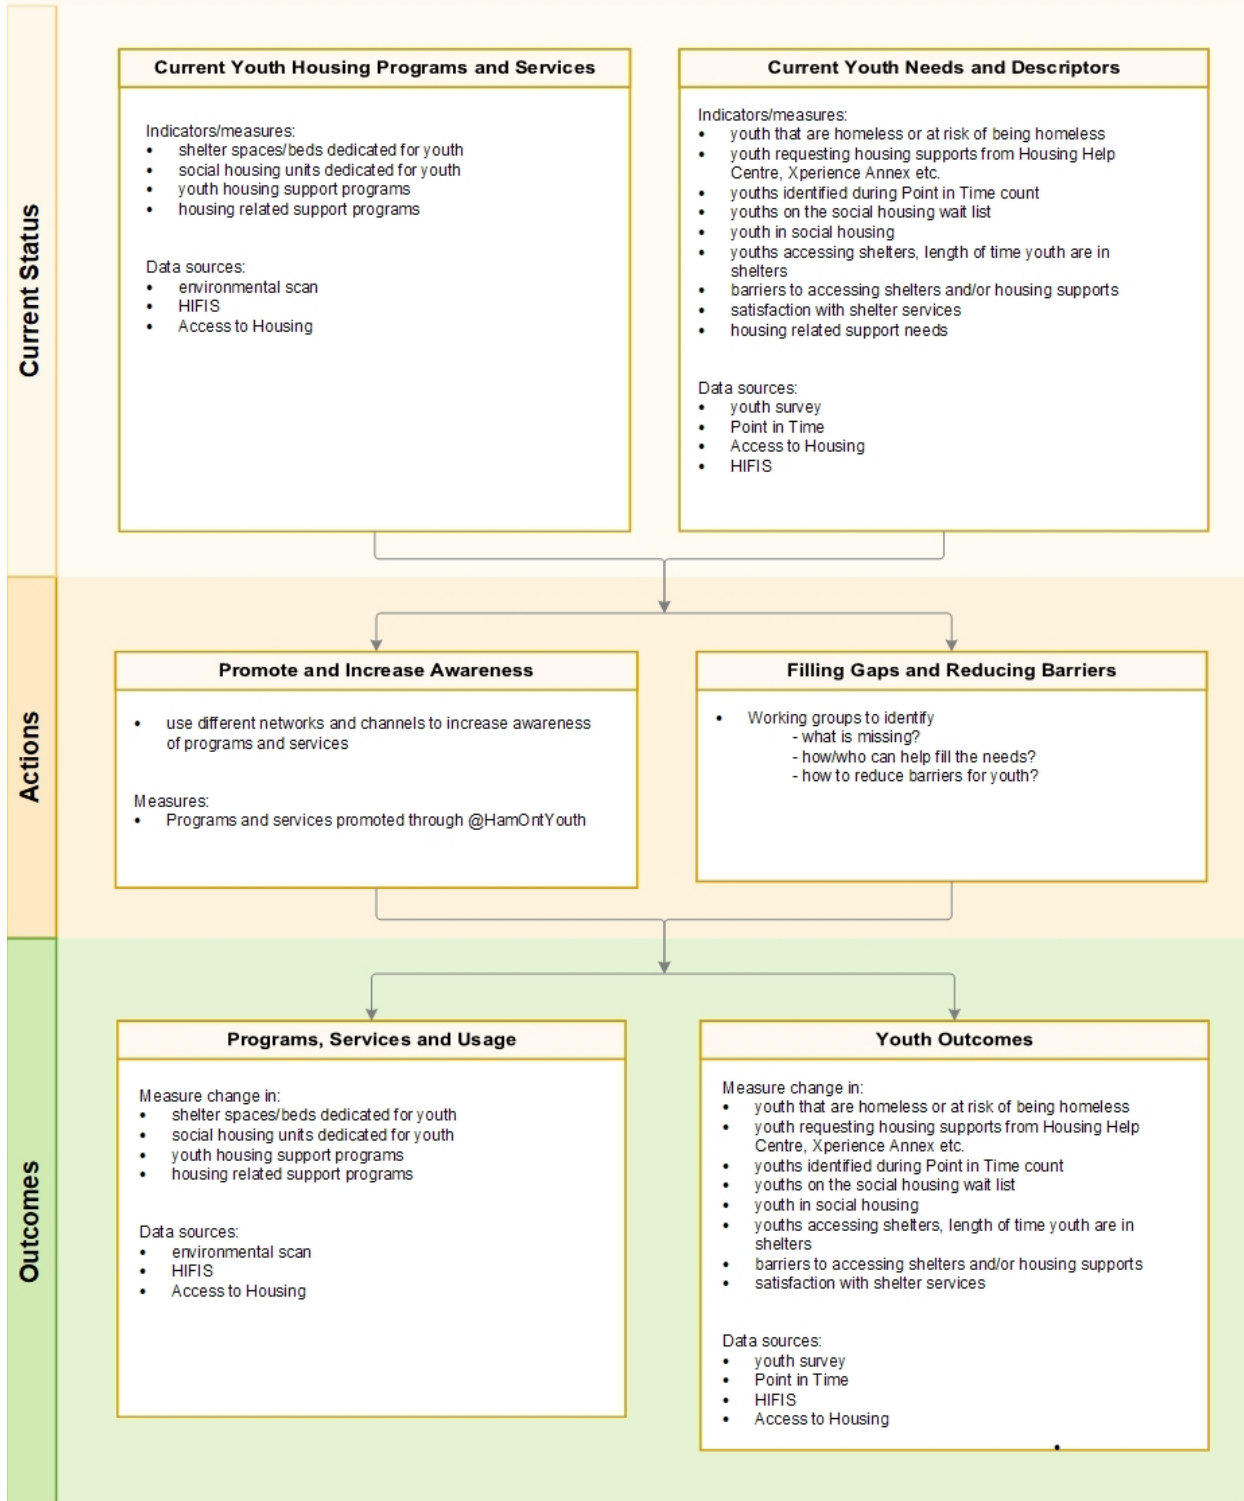 Current Status
Current Youth Housing Programs and Services
Indicators/measures:
• shelter spaces/beds dedicated for youth
• social housing units dedicated for youth
• youth housing support programs
• housing related support programs
Data sources:
• environmental scan
• HIFIS
• Access to Housing
Current Youth Needs and Descriptors
Indicators/measures:
• youth that are homeless or at risk of being homeless
• youth requesting housing supports from Housing Help
Centre, Xperience Annex etc.
• youths identified during Point in Time count
• youths on the social housing wait list
• youth in social housing
• youths accessing shelters, length of time youth are in
shelters
• barriers to accessing shelters and/or housing supports
• satisfaction with shelter services
• housing related support needs
Data sources:
• youth survey
• Point in Time
• Access to Housing
• HIFIS
Actions
Promote and Increase Awareness
• use different networks and channels to increase awareness
of programs and services
Measures:
• Programs and services promoted through @HamOntYouth
Filling Gaps and Reducing Barriers
• Working groups to identify
- what is missing?
- how/who can help fill the needs?
- how to reduce barriers for youth?
Outcomes
Programs, Services and Usage
Measure change in:
• shelter spaces/beds dedicated for youth
• social housing units dedicated for youth
• youth housing support programs
• housing related support programs
Data sources:
• environmental scan
• HIFIS
• Access to Housing
Youth Outcomes
Measure change in:
• youth that are homeless or at risk of being homeless
• youth requesting housing supports from Housing Help
Centre, Xperience Annex etc.
• youths identified during Point in Time count
• youths on the social housing wait list
• youth in social housing
• youths accessing shelters, length of time youth are in
shelters
• barriers to accessing shelters and/or housing supports
• satisfaction with shelter services
Data sources:
• youth survey
• Point in Time
• HIFIS
• Access to Housing
•